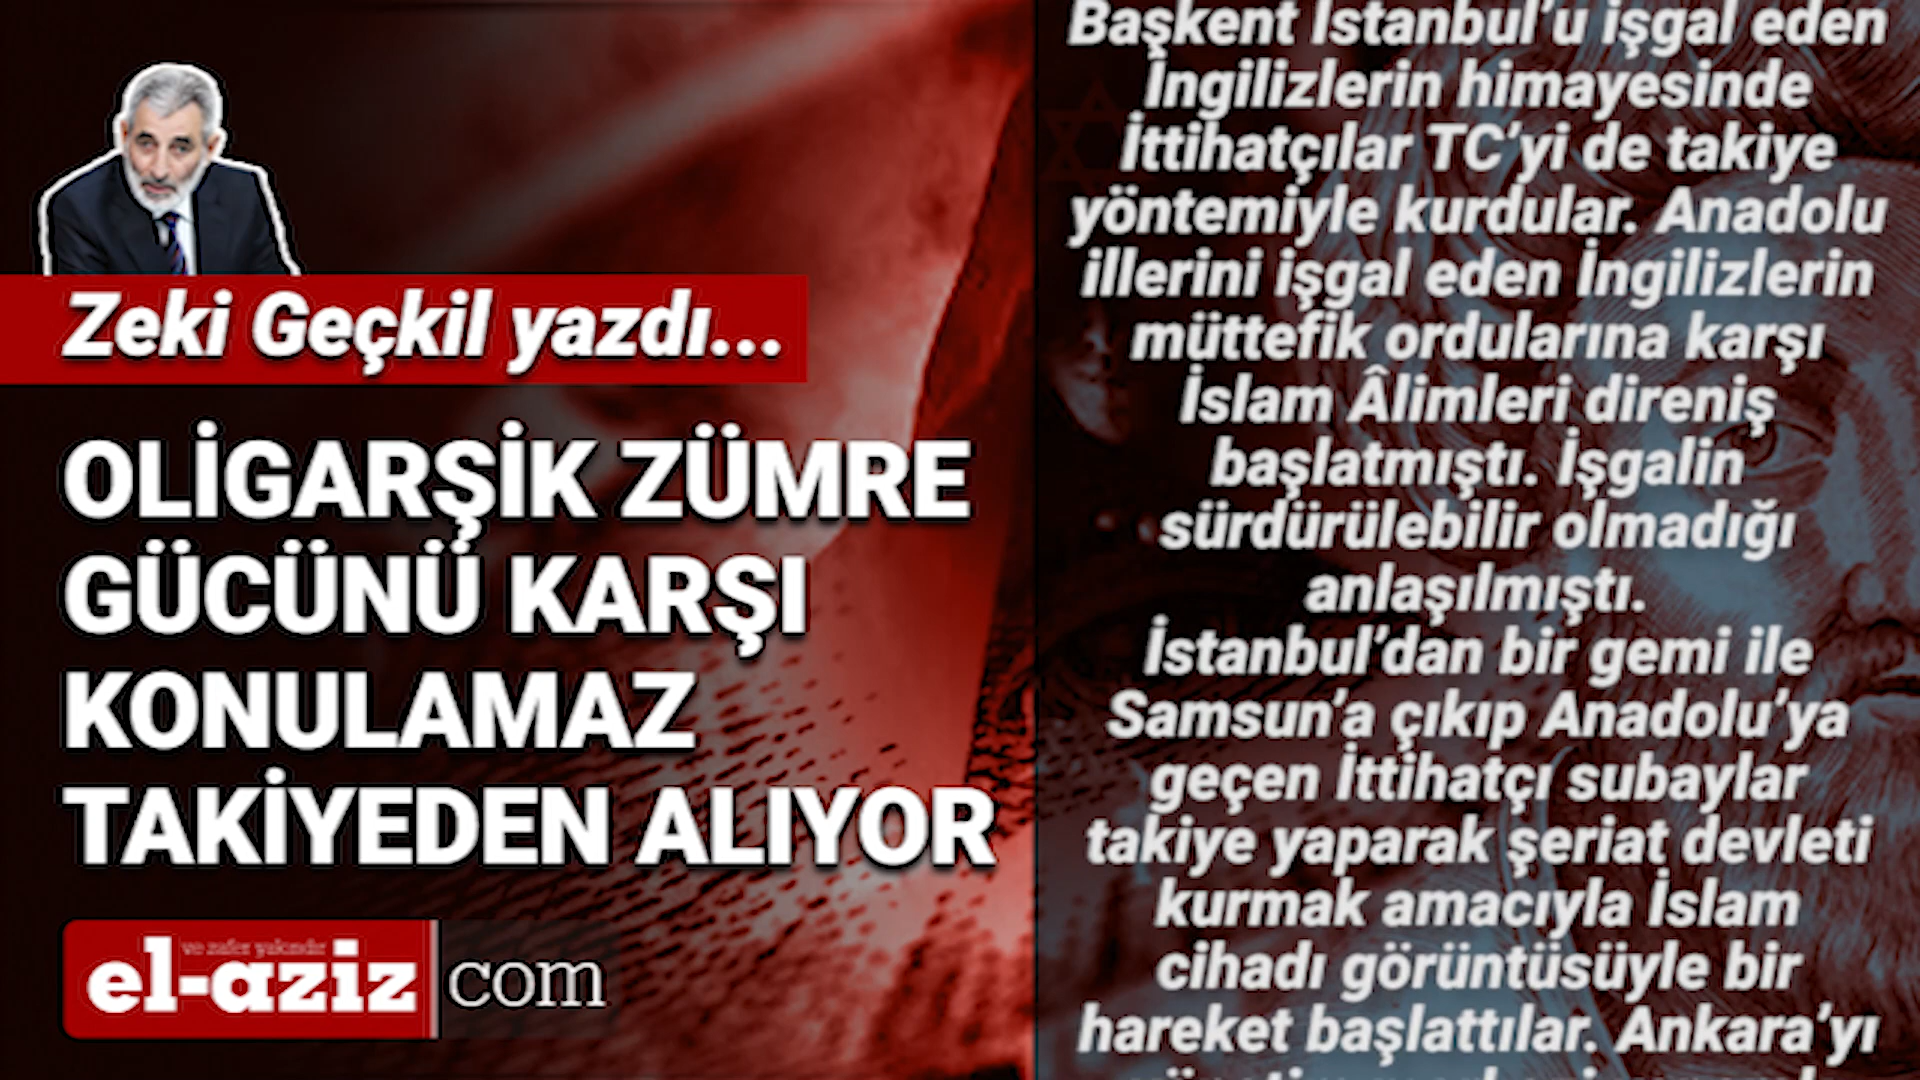 Zeki Geçkil yazdı...
OLİGARŞİK ZÜMRE
GÜCÜNÜ KARŞI
KONULAMAZ
TAKİYEDEN ALIYOR
ve zafer yakındır
el-aziz com
Başkent İstanbul’u işgal eden
İngilizlerin himayesinde
İttihatçılar TC’yi de takiye
yöntemiyle kurdular. Anadolu
illerini işgal eden İngilizlerin
müttefik ordularına karşı
İslam Âlimleri direniş
başlatmıştı. İşgalin
sürdürülebilir olmadığı
anlaşılmıştı.
İstanbul’dan bir gemi ile
Samsun’a çıkıp Anadolu’ya
geçen İttihatçı subaylar
takiye yaparak şeriat devleti
kurmak amacıyla İslam
cihadı görüntüsüyle bir
hareket başlattılar. Ankara’yı